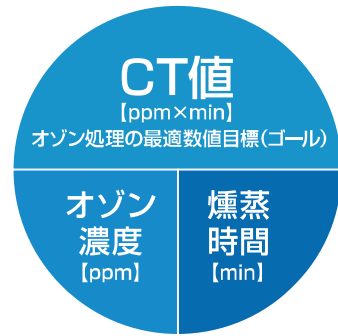 CT値
【ppm×min】
オゾン処理の最適数値目標(ゴール)
オゾン
濃度
【ppm】
燻蒸
時間
【min】